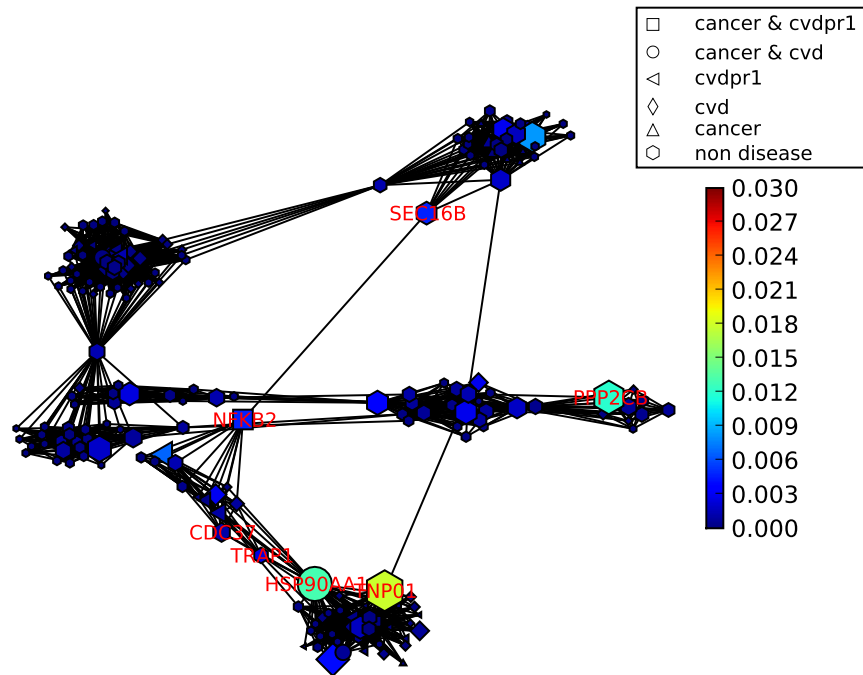 cancer & cvdpr1
cancer & cvd
cvdpr1
cvd
cancer
non disease
0.030
0.027
0.024
0.021
0.018
0.015
0.012
0.009
0.006
0.003
0.000
SEC16B
PPP2CB
NFKB2
CDC37
TRAP1
HSP90AA1
TNPO1